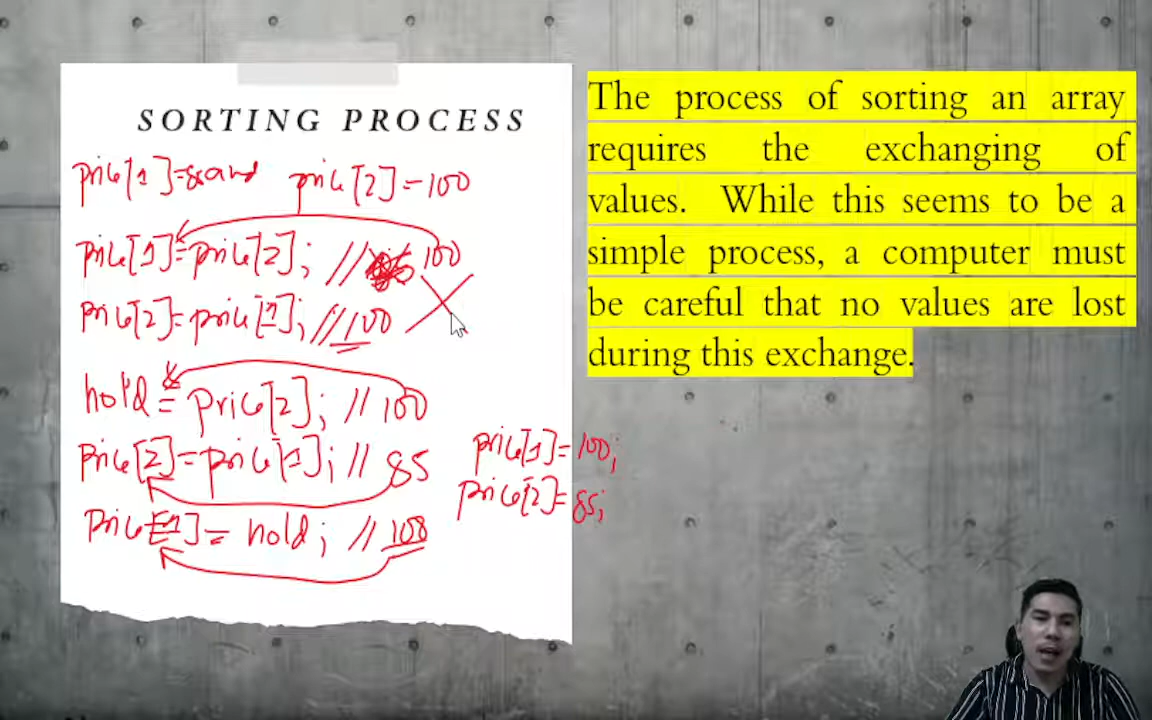 SORTING PROCESS
price[1]=85 and price[2]=100
price[1]=price[2]; // 100
price[2]=price[1]; // 100
hold = price[2]; // 100
price[2]=price[1]; // 85
price[1]= hold; // 100
price[1]=100;
price[2]=85;
The process of sorting an array
requires the exchanging of
values. While this seems to be a
simple process, a computer must
be careful that no values are lost
during this exchange.